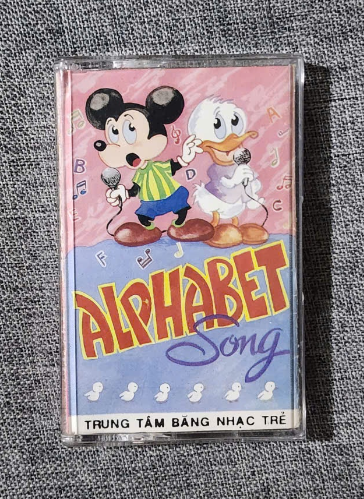 A
B
D
E
C
F
J
ALPHABET
Song
TRUNG TÂM BĂNG NHẠC TRẺ